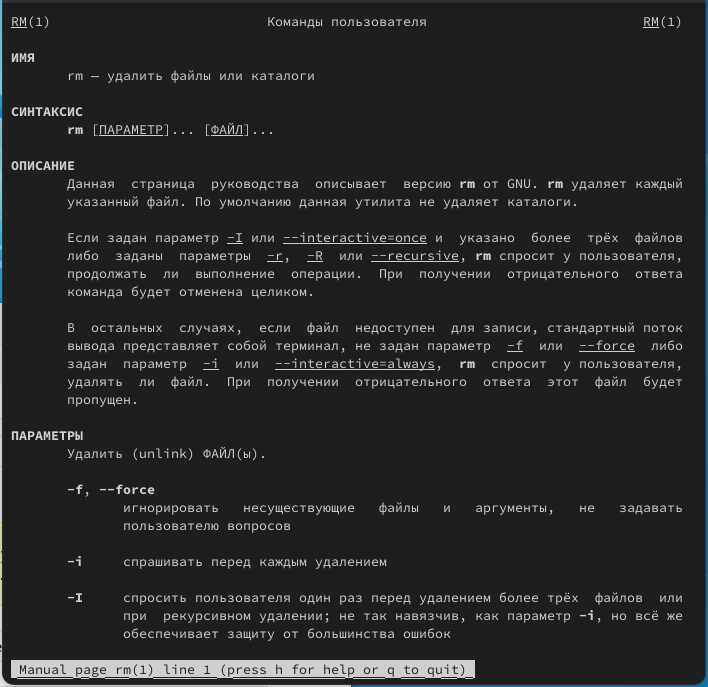 RM(1) Команды пользователя RM(1)
ИМЯ
rm — удалить файлы или каталоги
СИНТАКСИС
rm [ПАРАМЕТР]... [ФАЙЛ]...
ОПИСАНИЕ
Данная страница руководства описывает версию rm от GNU. rm удаляет каждый
указанный файл. По умолчанию данная утилита не удаляет каталоги.
Если задан параметр -I или --interactive=once и указано более трёх файлов
либо заданы параметры -r, -R или --recursive, rm спросит у пользователя,
продолжать ли выполнение операции. При получении отрицательного ответа
команда будет отменена целиком.
В остальных случаях, если файл недоступен для записи, стандартный поток
вывода представляет собой терминал, не задан параметр -f или --force либо
задан параметр -i или --interactive=always, rm спросит у пользователя,
удалять ли файл. При получении отрицательного ответа этот файл будет
пропущен.
ПАРАМЕТРЫ
Удалить (unlink) ФАЙЛ(ы).
-f, --force
игнорировать несуществующие файлы и аргументы, не задавать
пользователю вопросов
-i спрашивать перед каждым удалением
-I спросить пользователя один раз перед удалением более трёх файлов или
при рекурсивном удалении; не так навязчив, как параметр -i, но всё же
обеспечивает защиту от большинства ошибок
Manual page rm(1) line 1 (press h for help or q to quit)